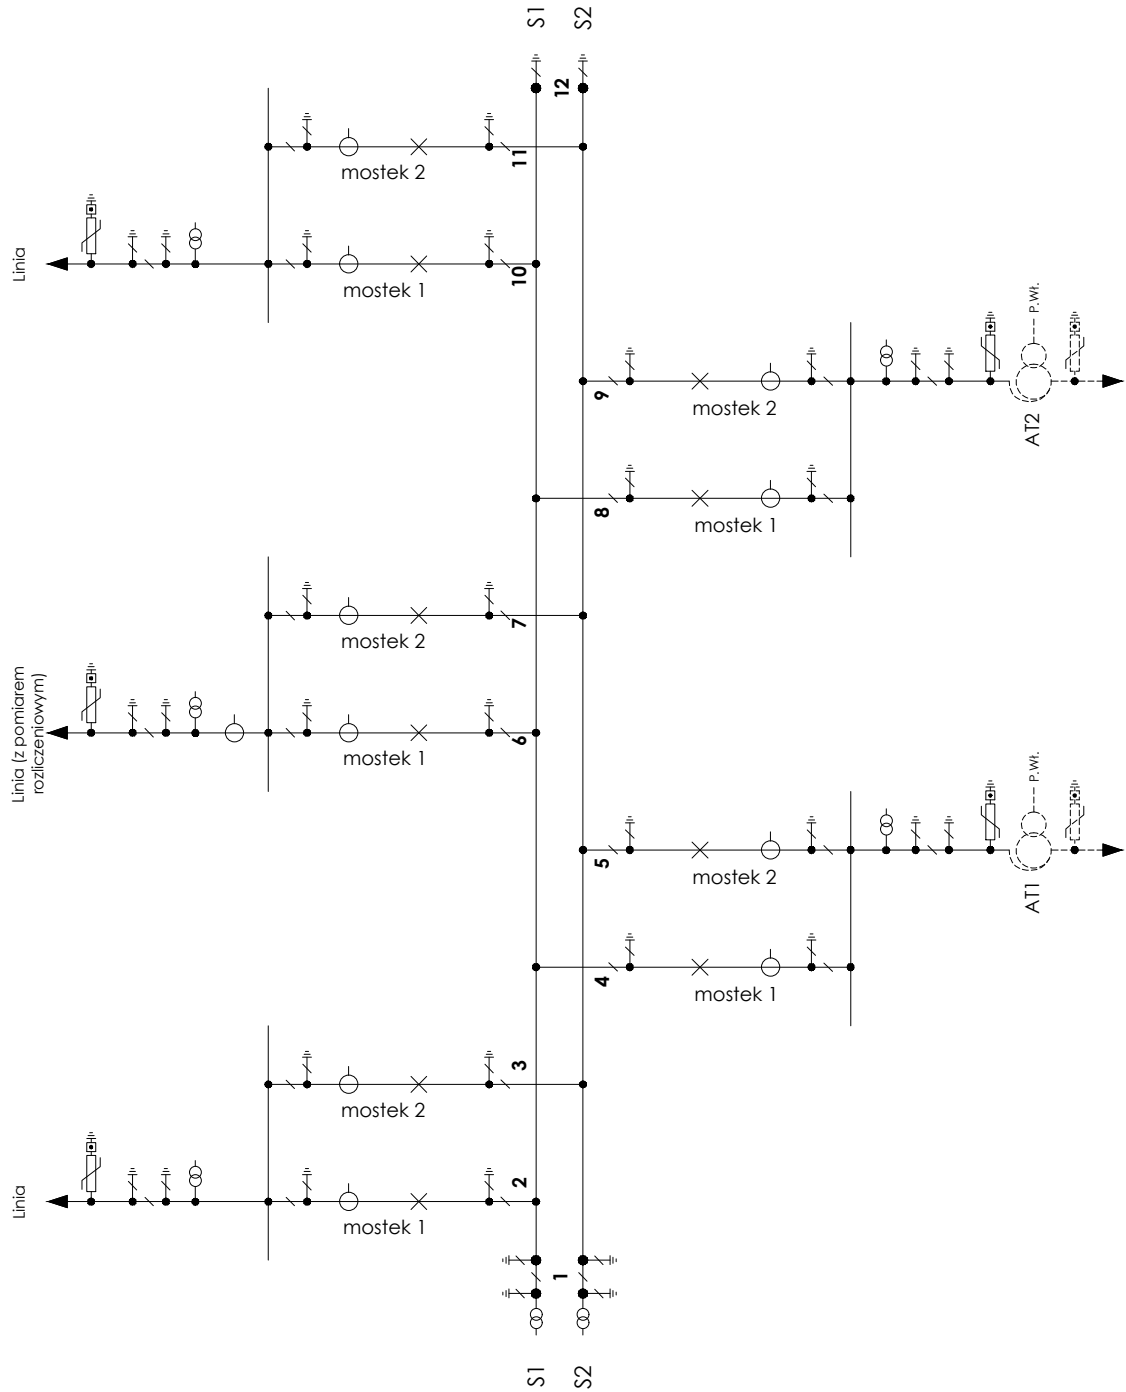 S1
S2
12
Linia
11
mostek 2
10
mostek 1
P.Wł.
AT2
9
mostek 2
8
mostek 1
Linia (z pomiarem
rozliczeniowym)
7
mostek 2
6
mostek 1
P.Wł.
AT1
5
mostek 2
4
mostek 1
Linia
3
mostek 2
2
mostek 1
1
S1
S2